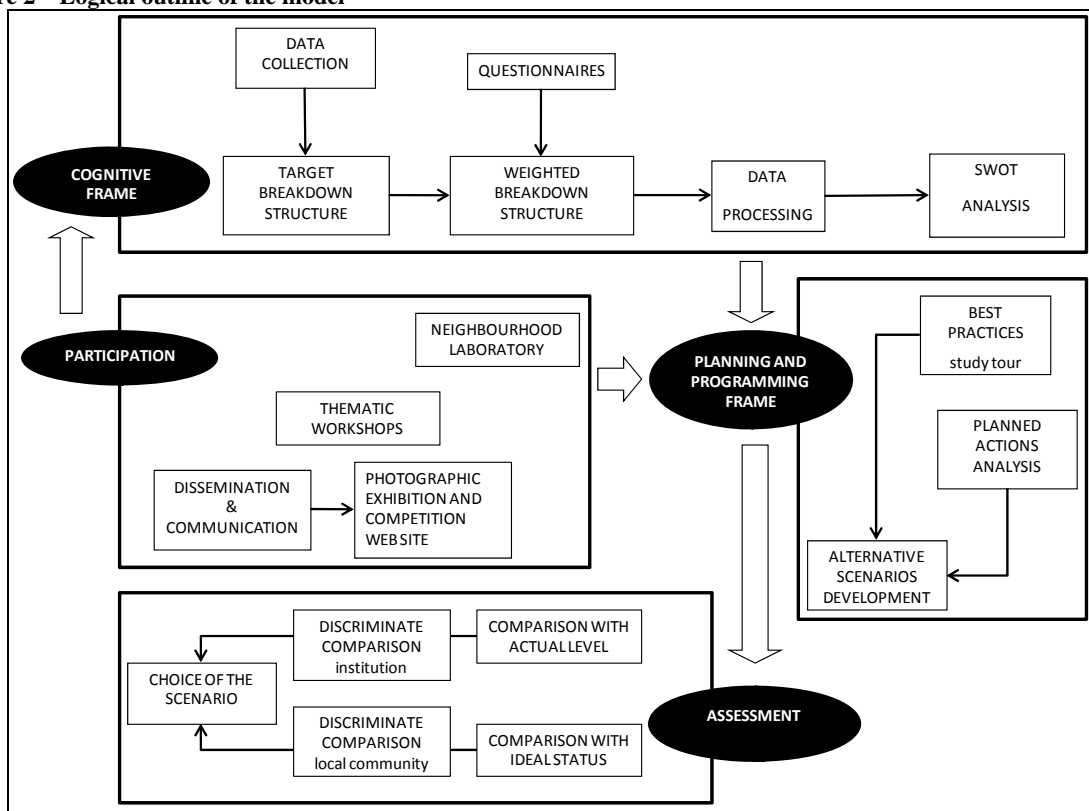 re 2 – Logical outline of the model
DATA
COLLECTION
QUESTIONNAIRES
COGNITIVE
FRAME
TARGET
BREAKDOWN
STRUCTURE
WEIGHTED
BREAKDOWN
STRUCTURE
DATA
PROCESSING
SWOT
ANALYSIS
PARTICIPATION
NEIGHBOURHOOD
LABORATORY
THEMATIC
WORKSHOPS
DISSEMINATION
&
COMMUNICATION
PHOTOGRAPHIC
EXHIBITION AND
COMPETITION
WEB SITE
PLANNING AND
PROGRAMMING
FRAME
BEST
PRACTICES
study tour
PLANNED
ACTIONS
ANALYSIS
ALTERNATIVE
SCENARIOS
DEVELOPMENT
CHOICE OF THE
SCENARIO
DISCRIMINATE
COMPARISON
institution
COMPARISON WITH
ACTUAL LEVEL
DISCRIMINATE
COMPARISON
local community
COMPARISON WITH
IDEAL STATUS
ASSESSMENT